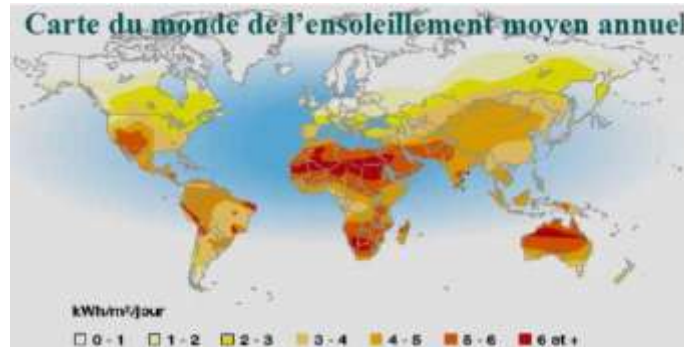 Carte du monde de l'ensoleillement moyen annuel
kWh/m²/jour
0 - 1 1 - 2 2 - 3 3 - 4 4 - 5 5 - 6 6 et +